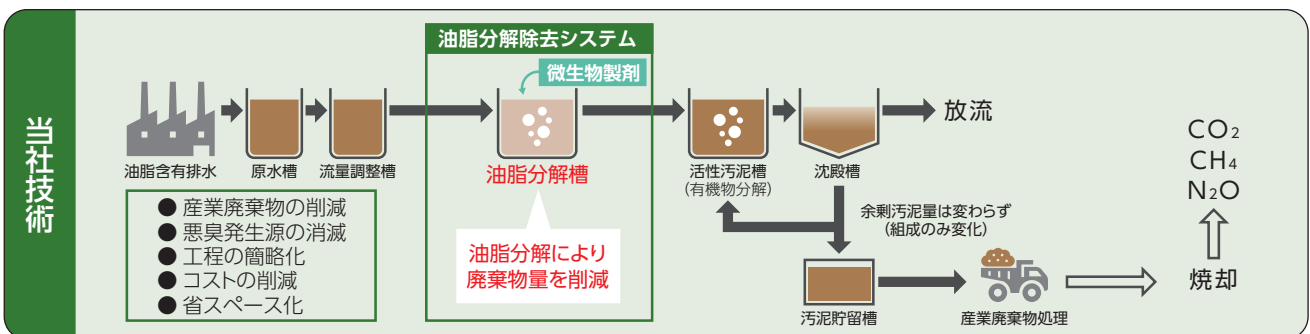 当社技術
油脂分解除去システム
微生物製剤
油脂含有排水
原水槽
流量調整槽
油脂分解槽
活性汚泥槽
(有機物分解)
沈殿槽
放流
● 産業廃棄物の削減
● 悪臭発生源の消滅
● 工程の簡略化
● コストの削減
● 省スペース化
油脂分解により
廃棄物量を削減
余剰汚泥量は変わらず
(組成のみ変化)
汚泥貯留槽
産業廃棄物処理
CO2
CH4
N2O
焼却